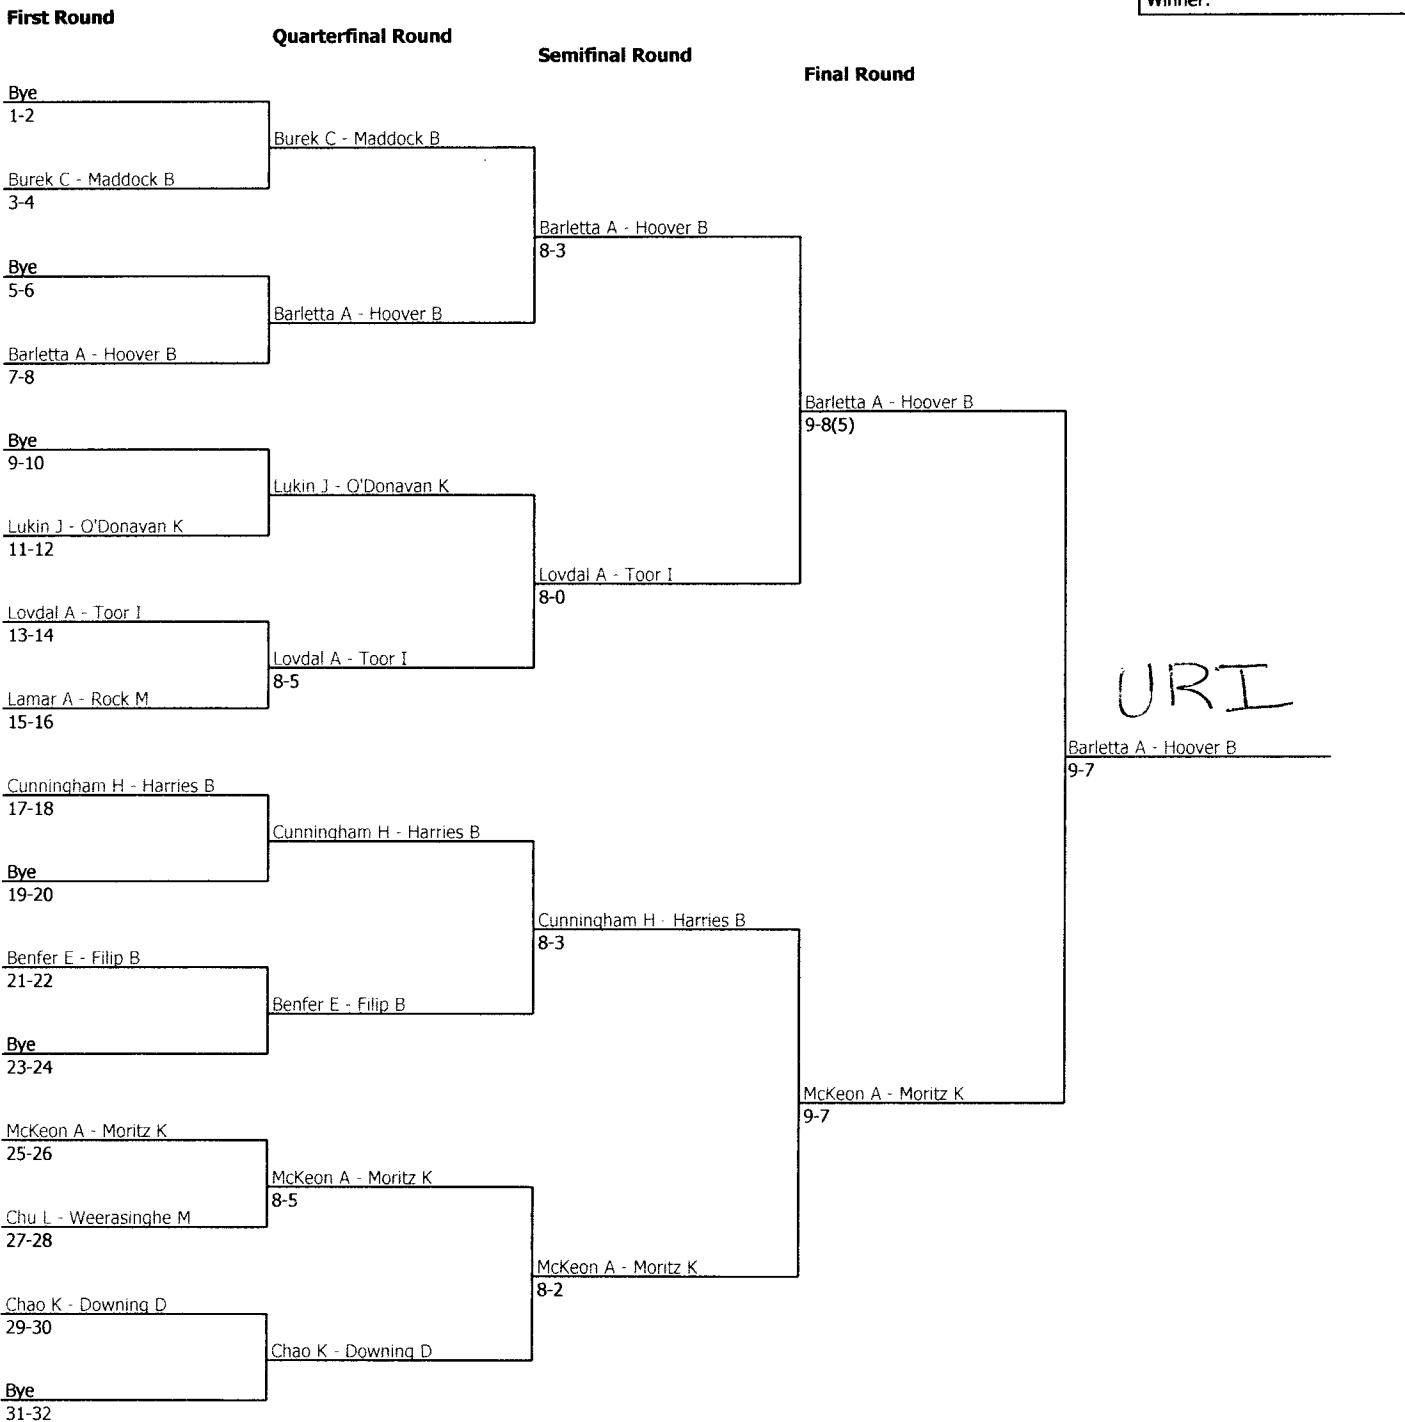 Winner:
First Round
Quarterfinal Round
Semifinal Round
Final Round
Bye
1-2
Burek C - Maddock B
Burek C - Maddock B
3-4
Barletta A - Hoover B
8-3
Bye
5-6
Barletta A - Hoover B
Barletta A - Hoover B
7-8
Barletta A - Hoover B
9-8(5)
Bye
9-10
Lukin J - O'Donavan K
Lukin J - O'Donavan K
11-12
Lovdal A - Toor I
8-0
Lovdal A - Toor I
13-14
Lovdal A - Toor I
8-5
Lamar A - Rock M
15-16
URI
Barletta A - Hoover B
9-7
Cunningham H - Harries B
17-18
Cunningham H - Harries B
Bye
19-20
Cunningham H - Harries B
8-3
Benfer E - Filip B
21-22
Benfer E - Filip B
Bye
23-24
McKeon A - Moritz K
9-7
McKeon A - Moritz K
25-26
McKeon A - Moritz K
8-5
Chu L - Weerasinghe M
27-28
McKeon A - Moritz K
8-2
Chao K - Downing D
29-30
Chao K - Downing D
Bye
31-32